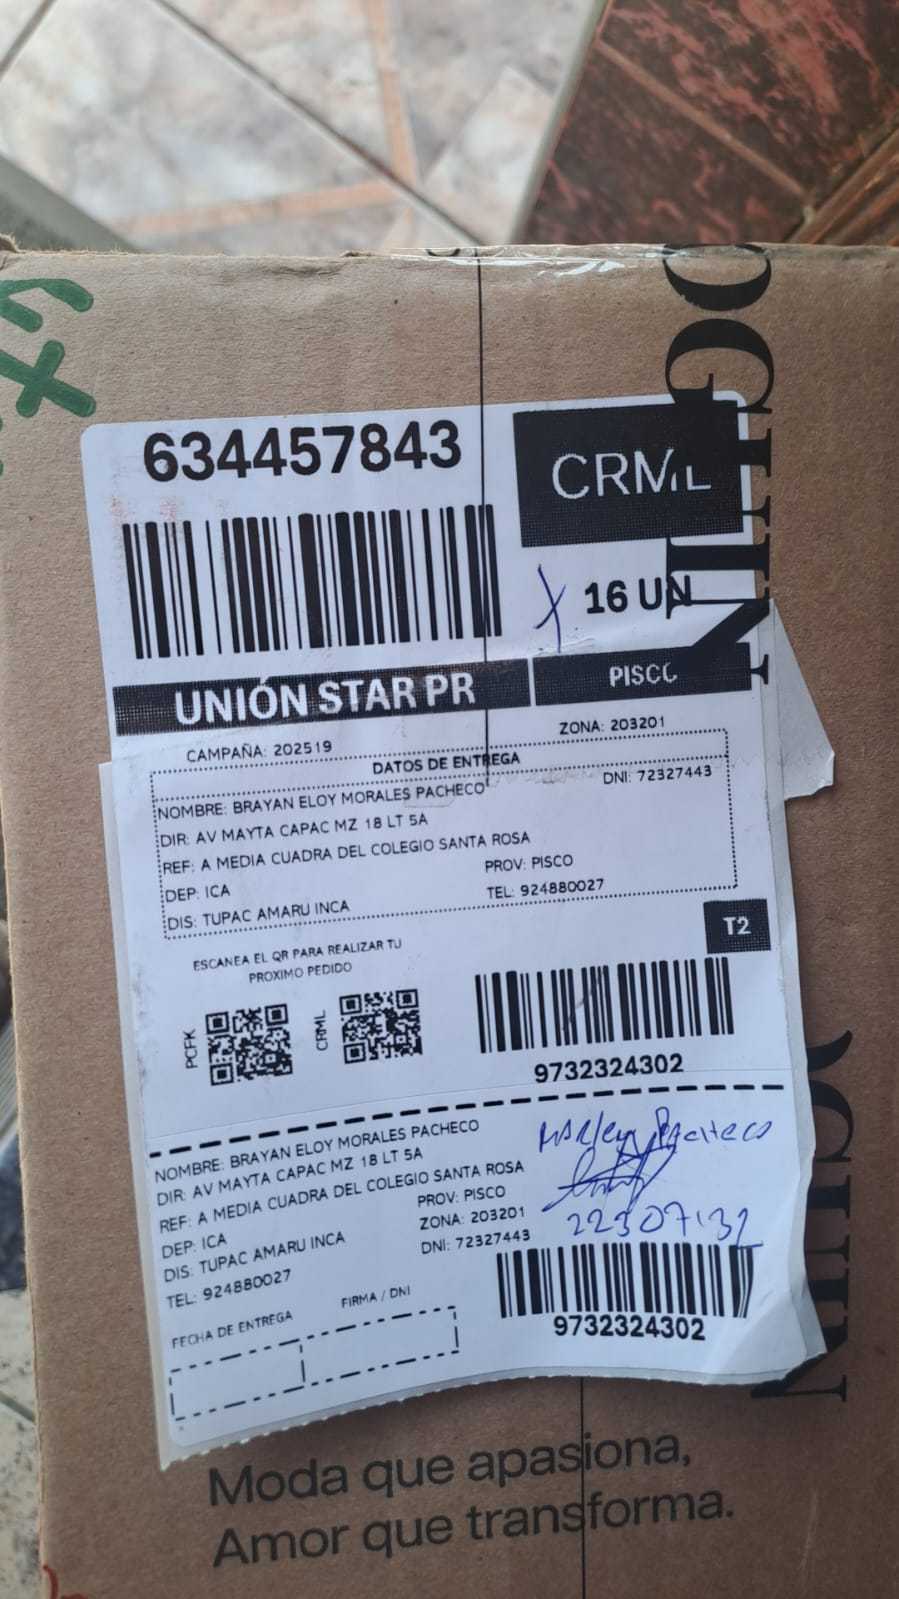 634457843
CRML
16 UN
UNIÓN STAR PR
PISCO
CAMPAÑA: 202519
ZONA: 203201
DATOS DE ENTREGA
NOMBRE: BRAYAN ELOY MORALES PACHECO
DNI: 72327443
DIR: AV MAYTA CAPAC MZ 18 LT 5A
REF: A MEDIA CUADRA DEL COLEGIO SANTA ROSA
DEP: ICA
PROV: PISCO
DIS: TUPAC AMARU INCA
TEL: 924880027
T2
ESCANEA EL QR PARA REALIZAR TU
PROXIMO PEDIDO
PCFK
CRML
9732324302
NOMBRE: BRAYAN ELOY MORALES PACHECO
DIR: AV MAYTA CAPAC MZ 18 LT 5A
REF: A MEDIA CUADRA DEL COLEGIO SANTA ROSA
DEP: ICA
PROV: PISCO
DIS: TUPAC AMARU INCA
ZONA: 203201
TEL: 924880027
DNI: 72327443
Pacheco
22307132
FECHA DE ENTREGA
FIRMA / DNI
9732324302
OGUIN
OGUIN
Moda que apasiona,
Amor que transforma.